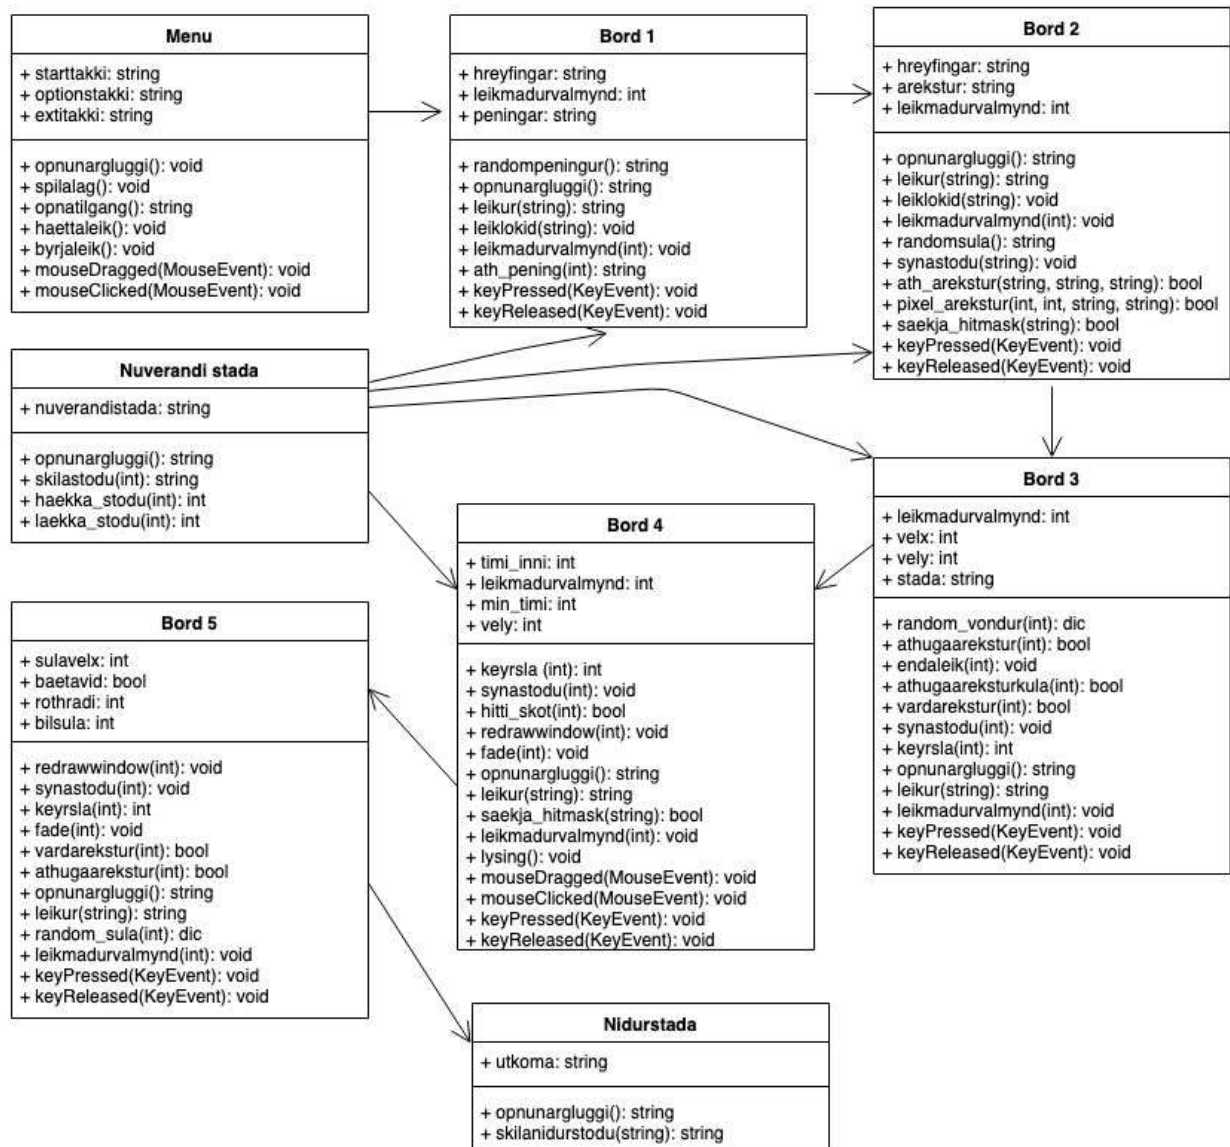 Menu
+ starttakki: string
+ optionstakki: string
+ extitakki: string
+ opnunargluggi(): void
+ spilalag(): void
+ opnatilgang(): string
+ haettaleik(): void
+ byrjaleik(): void
+ mouseDragged(MouseEvent): void
+ mouseClicked(MouseEvent): void
Bord 1
+ hreyfingar: string
+ leikmadurvalmynd: int
+ peningar: string
+ randompeningur(): string
+ opnunargluggi(): string
+ leikur(string): string
+ leiklokid(string): void
+ leikmadurvalmynd(int): void
+ ath_pening(int): string
+ keyPressed(KeyEvent): void
+ keyReleased(KeyEvent): void
Bord 2
+ hreyfingar: string
+ arekstur: string
+ leikmadurvalmynd: int
+ opnunargluggi(): string
+ leikur(string): string
+ leiklokid(string): void
+ leikmadurvalmynd(int): void
+ randomsula(): string
+ synastodu(string): void
+ ath_arekstur(string, string, string): bool
+ pixel_arekstur(int, int, string, string): bool
+ saekja_hitmask(string): bool
+ keyPressed(KeyEvent): void
+ keyReleased(KeyEvent): void
Nuverandi stada
+ nuverandistada: string
+ opnunargluggi(): string
+ skilastodu(int): string
+ haekka_stodu(int): int
+ laekka_stodu(int): int
Bord 3
+ leikmadurvalmynd: int
+ velx: int
+ vely: int
+ stada: string
+ random_vondur(int): dic
+ athugaarekstur(int): bool
+ endaleik(int): void
+ athugaareksturkula(int): bool
+ vardarekstur(int): bool
+ synastodu(int): void
+ keyrsla(int): int
+ opnunargluggi(): string
+ leikur(string): string
+ leikmadurvalmynd(int): void
+ keyPressed(KeyEvent): void
+ keyReleased(KeyEvent): void
Bord 4
+ timi_inni: int
+ leikmadurvalmynd: int
+ min_timi: int
+ vely: int
+ keyrsla (int): int
+ synastodu(int): void
+ hitti_skot(int): bool
+ redrawwindow(int): void
+ fade(int): void
+ opnunargluggi(): string
+ leikur(string): string
+ saekja_hitmask(string): bool
+ leikmadurvalmynd(int): void
+ lysing(): void
+ mouseDragged(MouseEvent): void
+ mouseClicked(MouseEvent): void
+ keyPressed(KeyEvent): void
+ keyReleased(KeyEvent): void
Bord 5
+ sulavelx: int
+ baetavid: bool
+ rothradi: int
+ bilsula: int
+ redrawwindow(int): void
+ synastodu(int): void
+ keyrsla(int): int
+ fade(int): void
+ vardarekstur(int): bool
+ athugaarekstur(int): bool
+ opnunargluggi(): string
+ leikur(string): string
+ random_sula(int): dic
+ leikmadurvalmynd(int): void
+ keyPressed(KeyEvent): void
+ keyReleased(KeyEvent): void
Nidurstada
+ utkoma: string
+ opnunargluggi(): string
+ skilanidurstodu(string): string